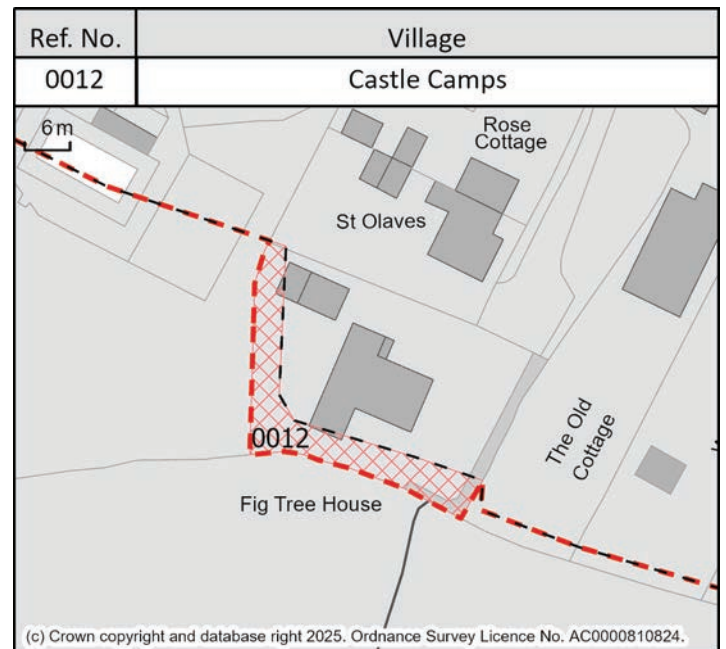 Ref. No. Village
0012 Castle Camps
6 m
Rose
Cottage
St Olaves
The Old
Cottage
0012
Fig Tree House
(c) Crown copyright and database right 2025. Ordnance Survey Licence No. AC0000810824.